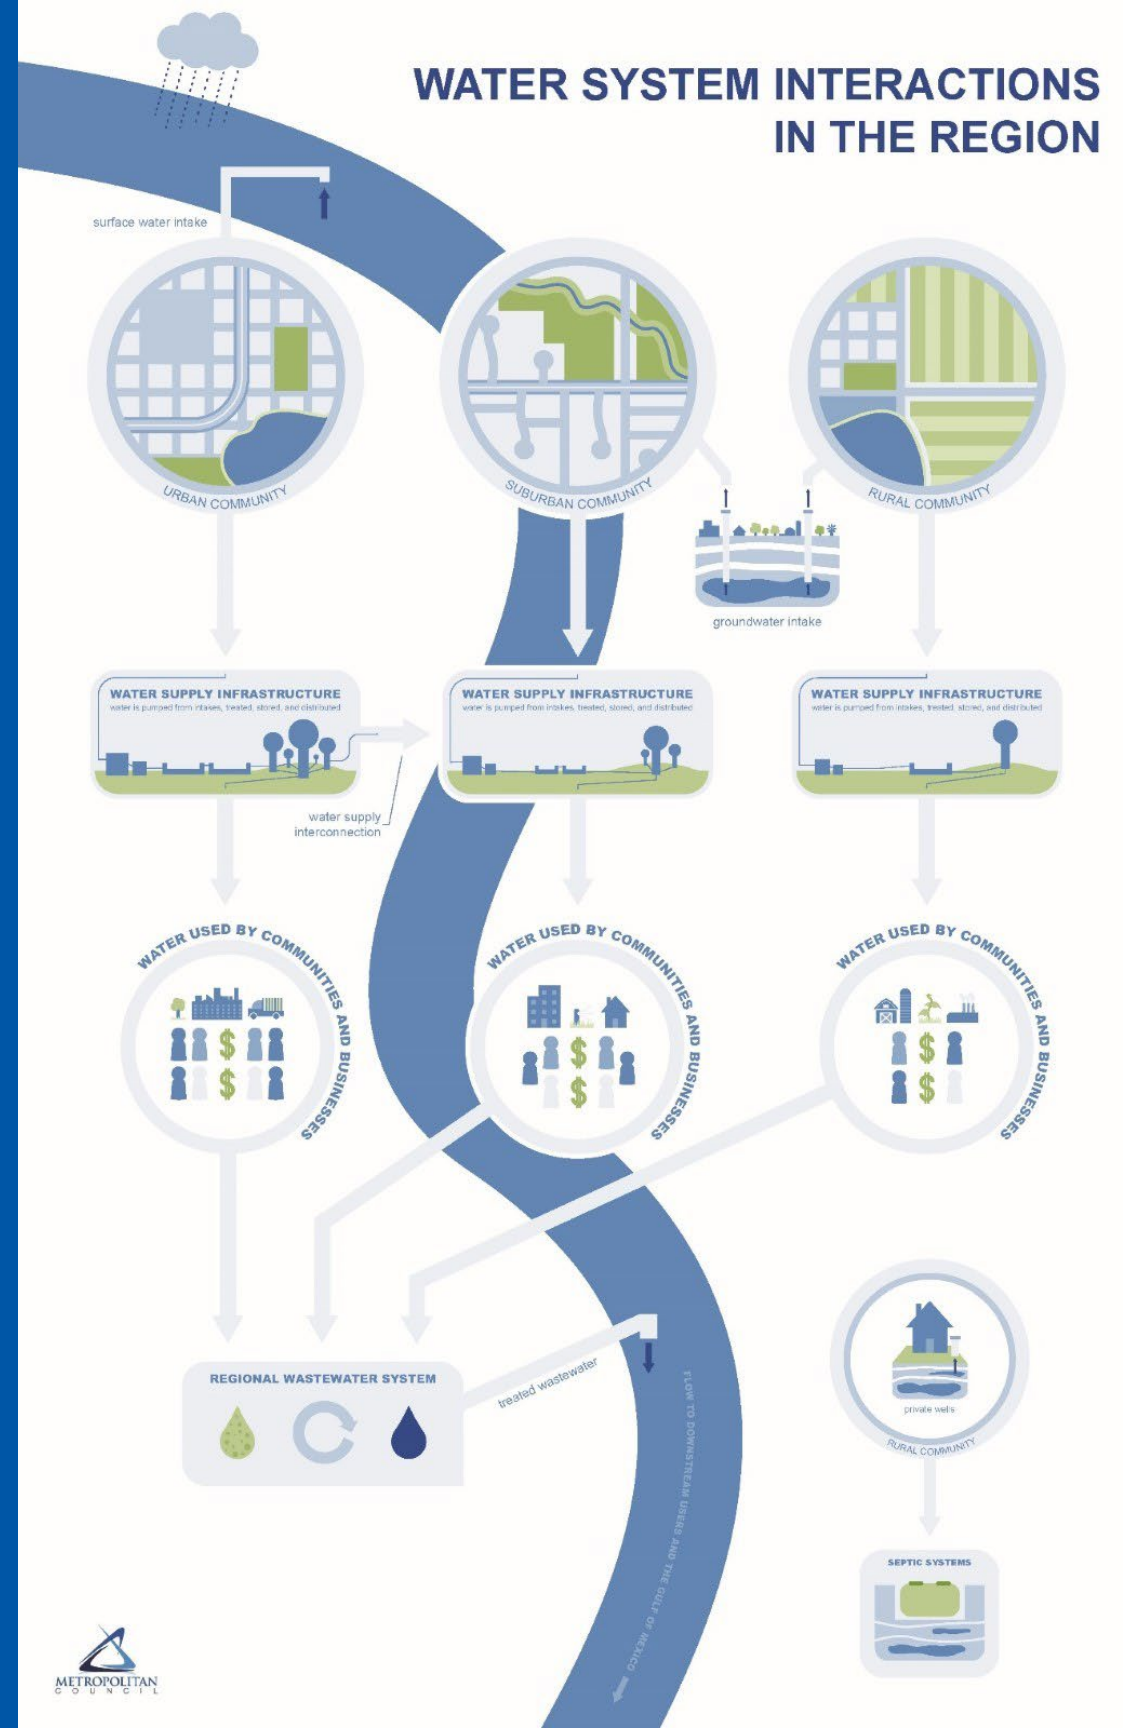 WATER SYSTEM INTERACTIONS
IN THE REGION
surface water intake
URBAN COMMUNITY
SUBURBAN COMMUNITY
RURAL COMMUNITY
groundwater intake
WATER SUPPLY INFRASTRUCTURE
water is pumped from intakes, treated, stored, and distributed
WATER SUPPLY INFRASTRUCTURE
water is pumped from intakes, treated, stored, and distributed
WATER SUPPLY INFRASTRUCTURE
water is pumped from intakes, treated, stored, and distributed
water supply
interconnection
WATER USED BY COMMUNITIES AND BUSINESSES
WATER USED BY COMMUNITIES AND BUSINESSES
WATER USED BY COMMUNITIES AND BUSINESSES
$ $ $
$ $ $
REGIONAL WASTEWATER SYSTEM
treated wastewater
FLOW TO DOWNSTREAM USERS AND THE GULF OF MEXICO
private wells
RURAL COMMUNITY
SEPTIC SYSTEMS
METROPOLITAN
COUNCIL